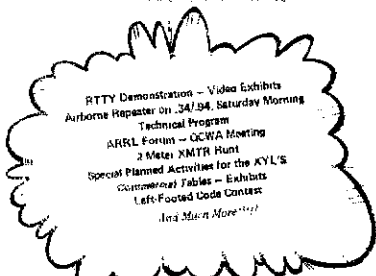 RTTY Demonstration – Video Exhibits
Airborne Repeater on .34/.94, Saturday Morning
Technical Program
ARRL Forum – QCWA Meeting
2 Meter XMTR Hunt
Special Planned Activities for the XYL'S
Commercial Tables – Exhibits
Left-Footed Code Contest
And Much More!!!